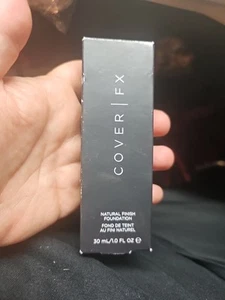 COVER | FX
NATURAL FINISH
FOUNDATION
FOND DE TEINT
AU FINI NATUREL
30 mL/1.0 FL OZ ℮